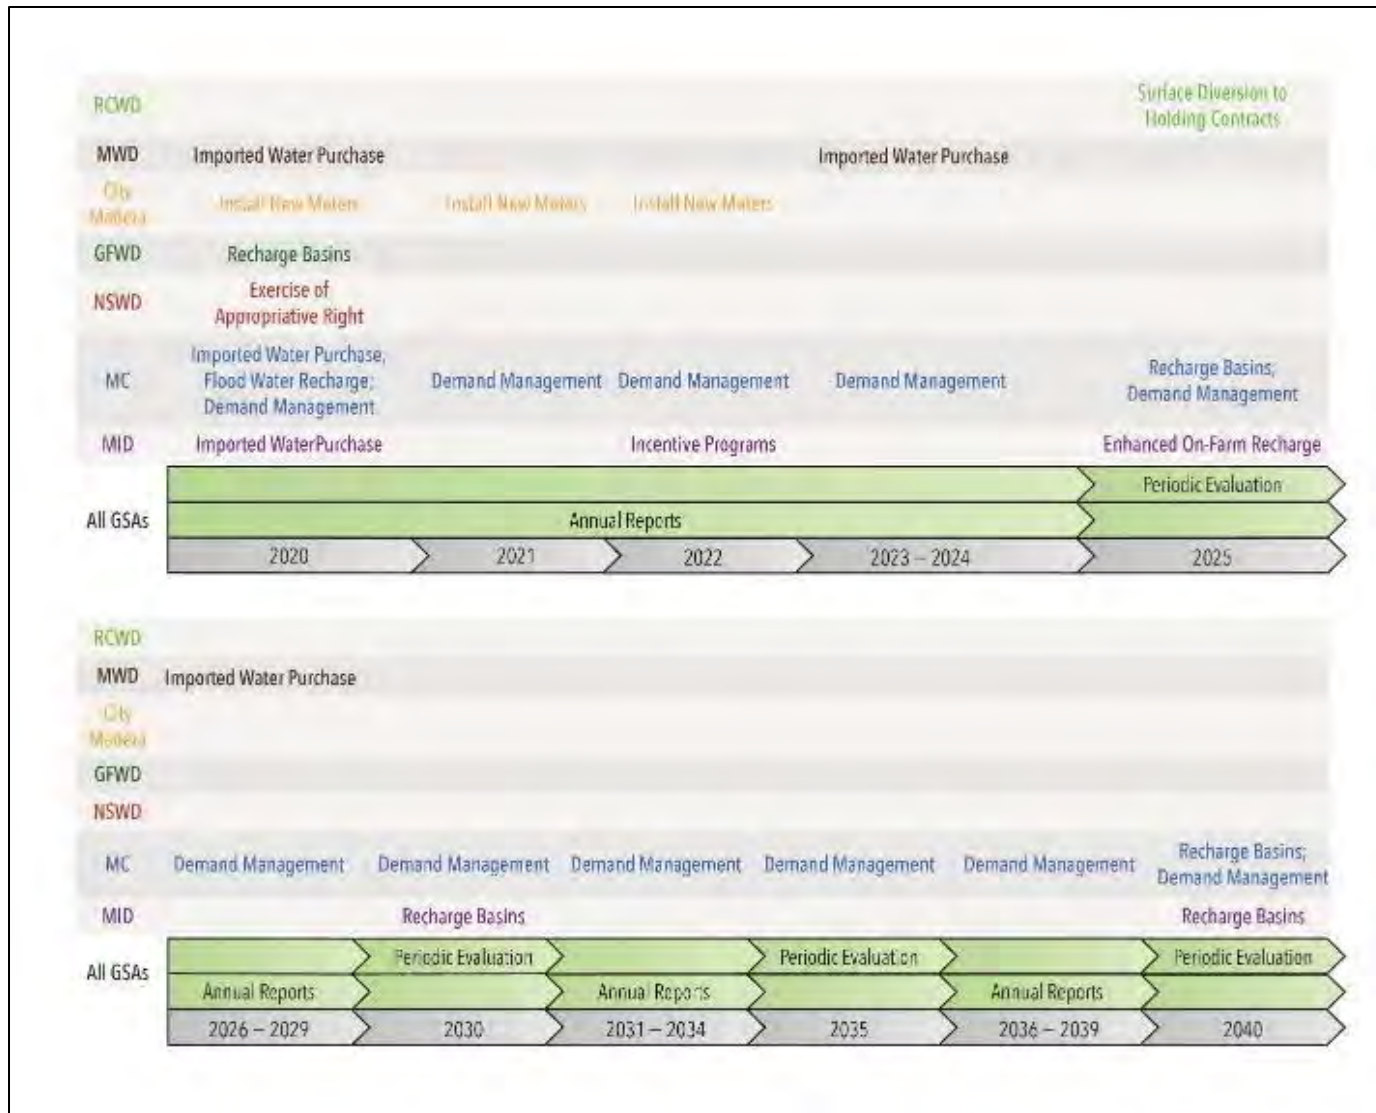 RCWD
Surface Diversion to
Holding Contracts
MWD Imported Water Purchase Imported Water Purchase
City
Madera
Install New Meters Install New Meters Install New Meters
GFWD Recharge Basins
NSWD
Exercise of
Appropriative Right
MC
Imported Water Purchase,
Flood Water Recharge;
Demand Management
Demand Management Demand Management Demand Management
Recharge Basins;
Demand Management
MID Imported WaterPurchase Incentive Programs Enhanced On-Farm Recharge
All GSAs
Periodic Evaluation
Annual Reports
2020 2021 2022 2023 – 2024 2025
RCWD
MWD Imported Water Purchase
City
Madera
GFWD
NSWD
MC Demand Management Demand Management Demand Management Demand Management Demand Management
Recharge Basins;
Demand Management
MID Recharge Basins Recharge Basins
All GSAs
Periodic Evaluation Periodic Evaluation Periodic Evaluation
Annual Reports Annual Reports Annual Reports
2026 – 2029 2030 2031 – 2034 2035 2036 – 2039 2040